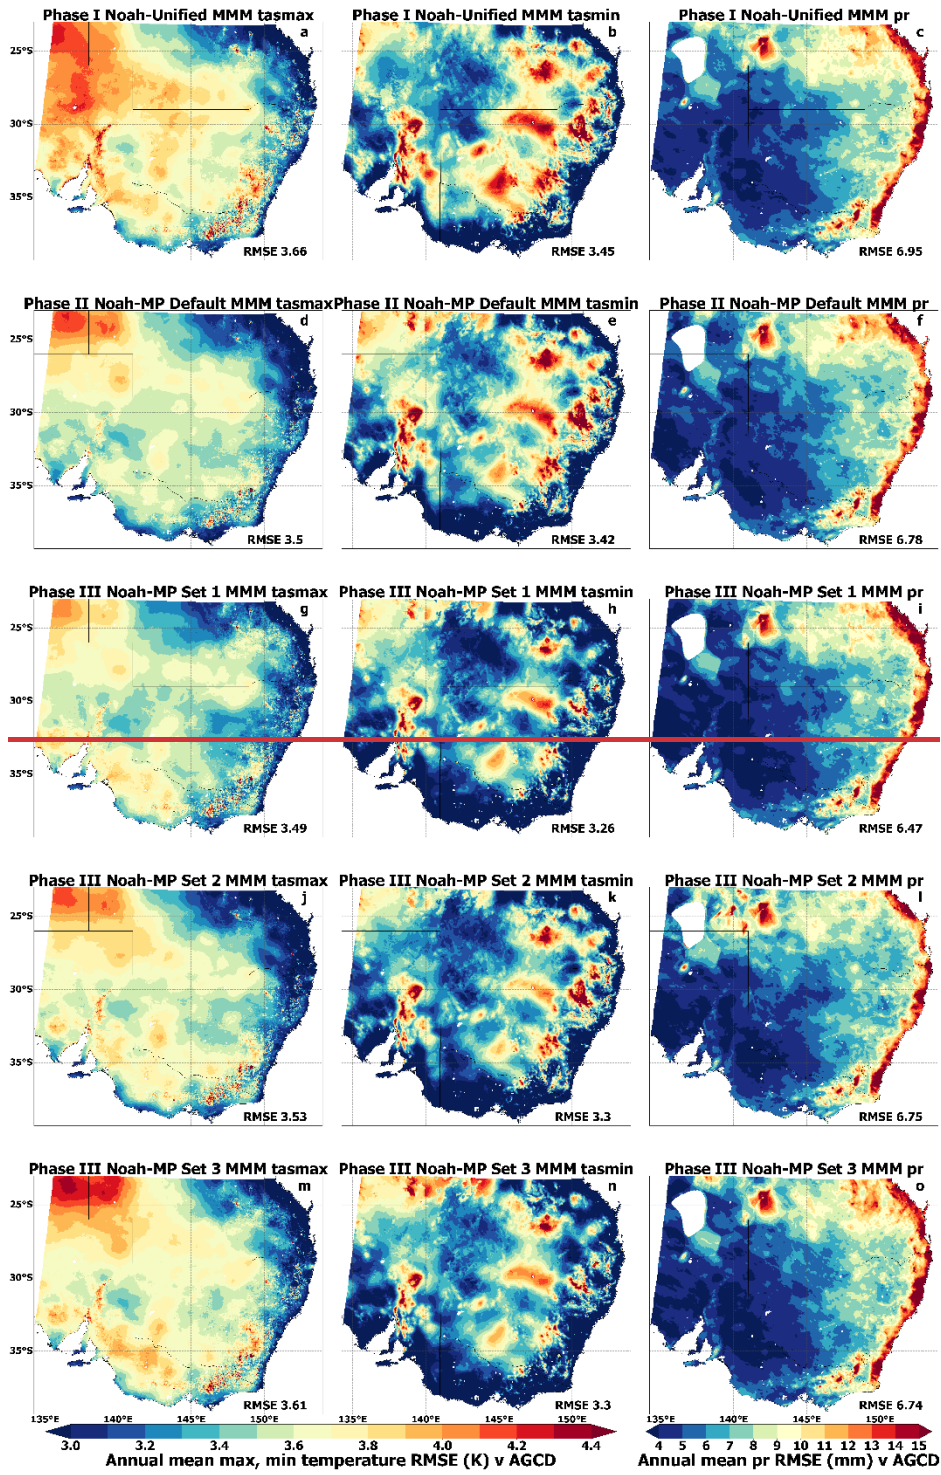 Phase I Noah-Unified MMM tasmax
Phase I Noah-Unified MMM tasmin
Phase I Noah-Unified MMM pr
a
b
c
25°S
30°S
35°S
RMSE 3.66
RMSE 3.45
RMSE 6.95
Phase II Noah-MP Default MMM tasmax
Phase II Noah-MP Default MMM tasmin
Phase II Noah-MP Default MMM pr
d
e
f
25°S
30°S
35°S
RMSE 3.5
RMSE 3.42
RMSE 6.78
Phase III Noah-MP Set 1 MMM tasmax
Phase III Noah-MP Set 1 MMM tasmin
Phase III Noah-MP Set 1 MMM pr
g
h
i
25°S
30°S
35°S
RMSE 3.49
RMSE 3.26
RMSE 6.47
Phase III Noah-MP Set 2 MMM tasmax
Phase III Noah-MP Set 2 MMM tasmin
Phase III Noah-MP Set 2 MMM pr
j
k
l
25°S
30°S
35°S
RMSE 3.53
RMSE 3.3
RMSE 6.75
Phase III Noah-MP Set 3 MMM tasmax
Phase III Noah-MP Set 3 MMM tasmin
Phase III Noah-MP Set 3 MMM pr
m
n
o
25°S
30°S
35°S
RMSE 3.61
RMSE 3.3
RMSE 6.74
135°E 140°E 145°E 150°E
140°E 145°E 150°E
140°E 145°E 150°E
3.0 3.2 3.4 3.6 3.8 4.0 4.2 4.4
4 5 6 7 8 9 10 11 12 13 14 15
Annual mean max, min temperature RMSE (K) v AGCD
Annual mean pr RMSE (mm) v AGCD